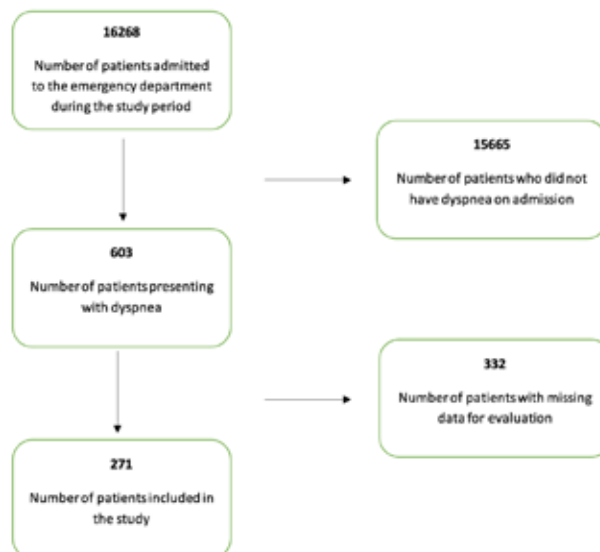 16268
Number of patients admitted
to the emergency department
during the study period
15665
Number of patients who did not
have dyspnea on admission
603
Number of patients presenting
with dyspnea
332
Number of patients with missing
data for evaluation
271
Number of patients included in
the study